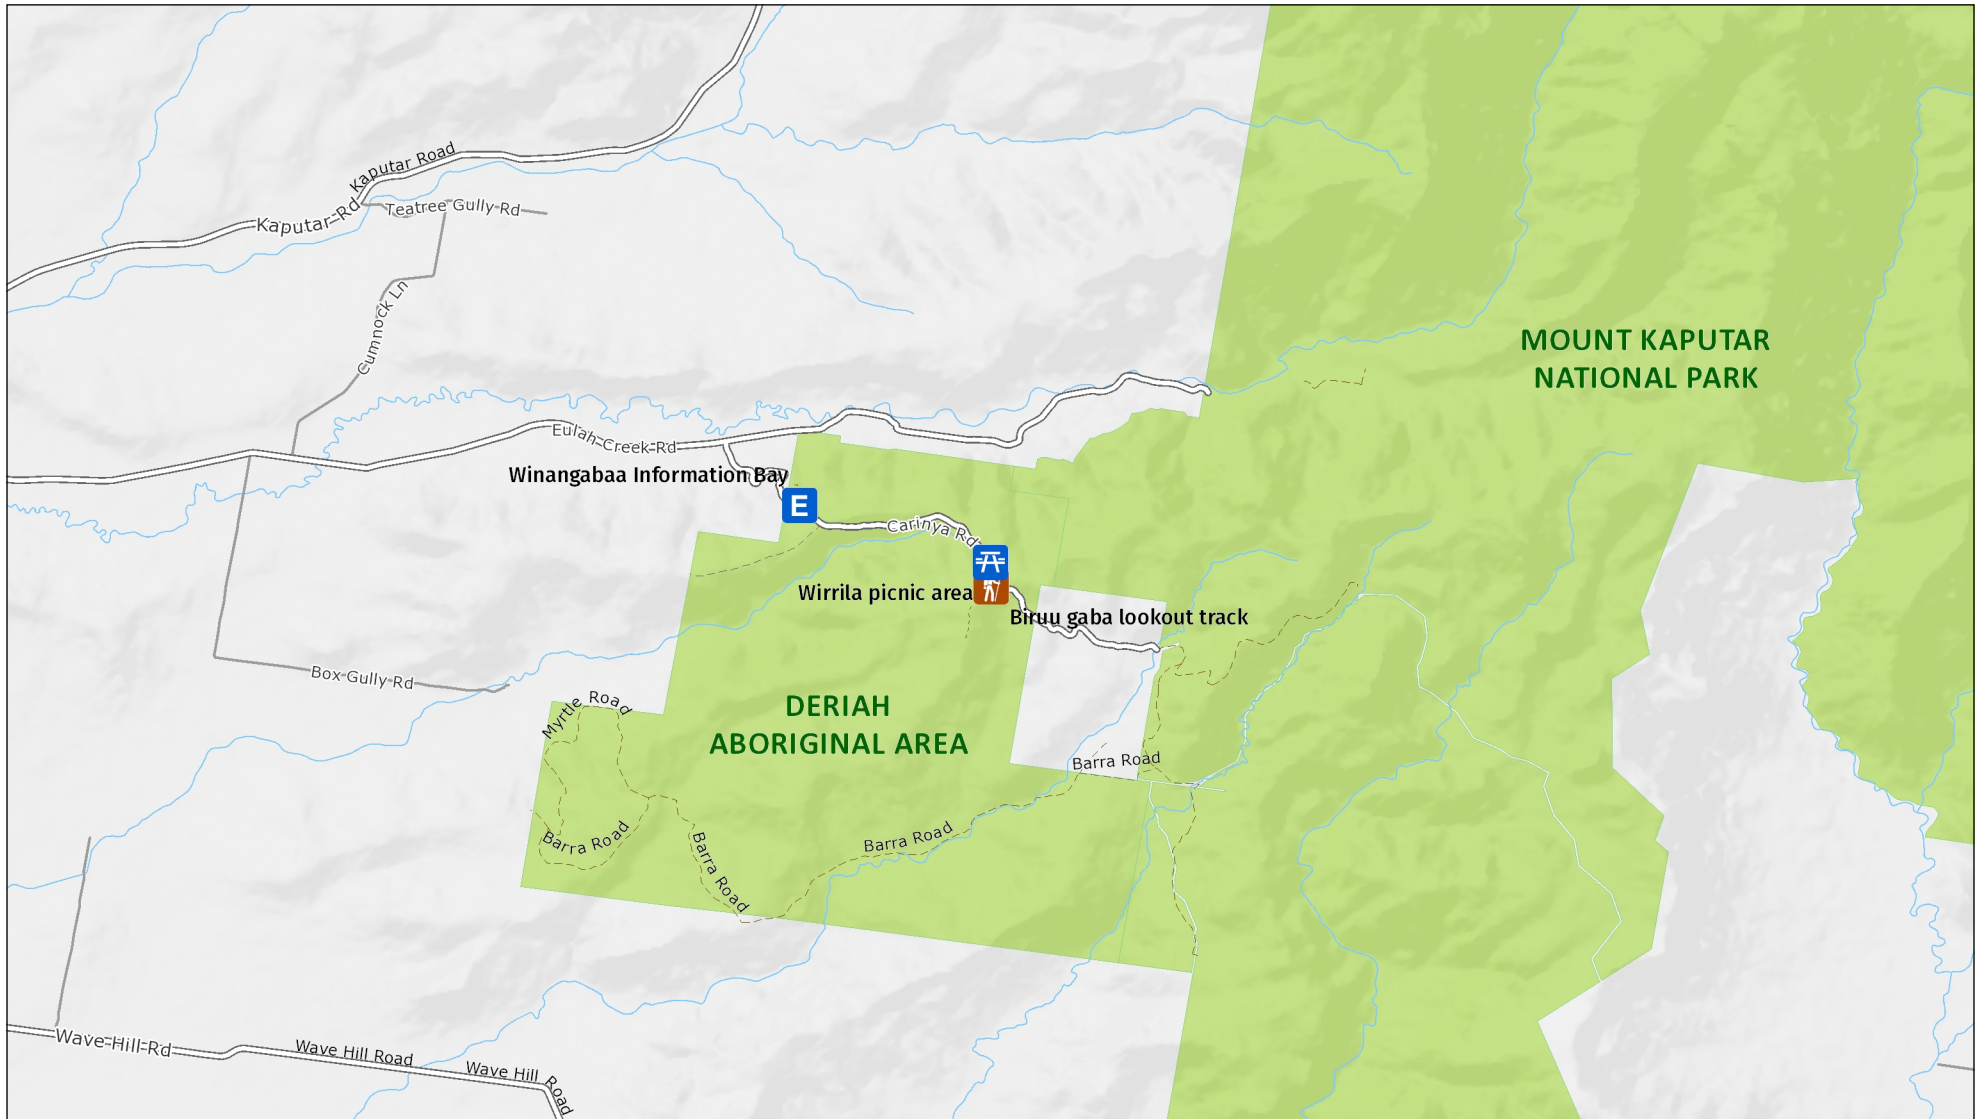 Kaputar Road
Kaputar Rd
Teatree Gully Rd
Cumnock Ln
MOUNT KAPUTAR
NATIONAL PARK
Eulah Creek Rd
Winangabaa Information Bay
E
Carinya Rd
Wirrila picnic area
Biruu gaba lookout track
Box Gully Rd
Myrtle Road
DERIAH
ABORIGINAL AREA
Barra Road
Barra Road
Barra Road
Barra Road
Wave Hill Rd
Wave Hill Road
Wave Hill Road